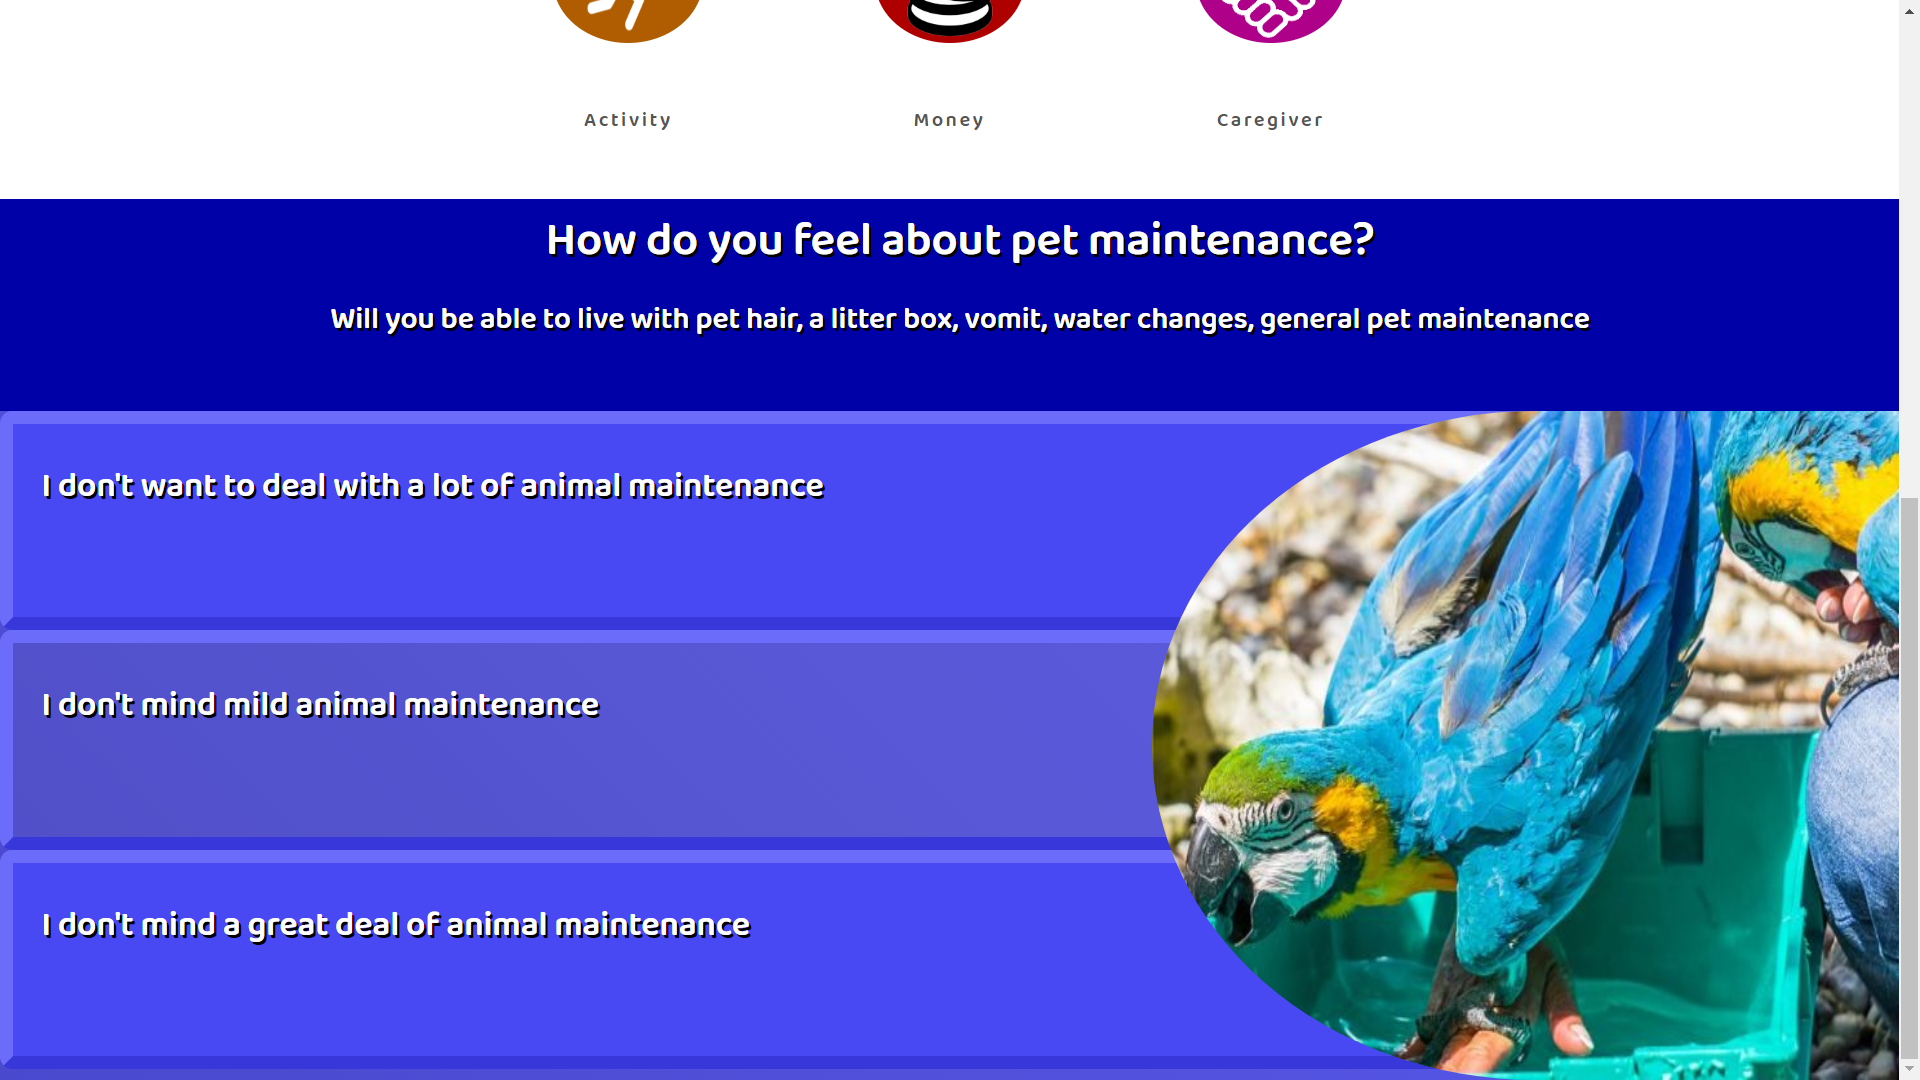 Activity
Money
Caregiver
How do you feel about pet maintenance?
Will you be able to live with pet hair, a litter box, vomit, water changes, general pet maintenance
I don't want to deal with a lot of animal maintenance
I don't mind mild animal maintenance
I don't mind a great deal of animal maintenance